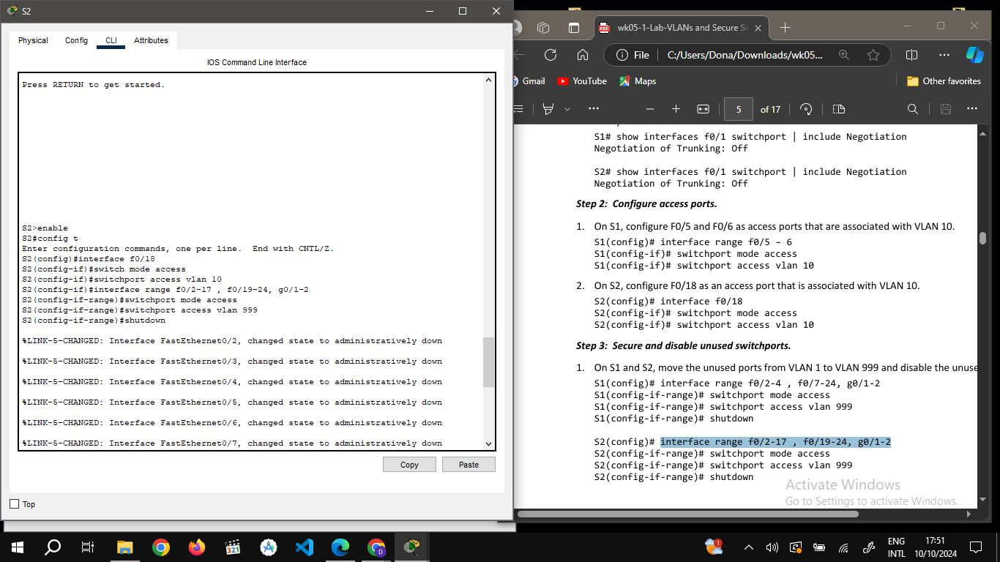 S2
Physical Config CLI Attributes
IOS Command Line Interface
Press RETURN to get started.
S2>enable
S2#config t
Enter configuration commands, one per line.  End with CNTL/Z.
S2(config)#interface f0/18
S2(config-if)#switch mode access
S2(config-if)#switchport access vlan 10
S2(config-if)#interface range f0/2-17 , f0/19-24, g0/1-2
S2(config-if-range)#switchport mode access
S2(config-if-range)#switchport access vlan 999
S2(config-if-range)#shutdown
%LINK-5-CHANGED: Interface FastEthernet0/2, changed state to administratively down
%LINK-5-CHANGED: Interface FastEthernet0/3, changed state to administratively down
%LINK-5-CHANGED: Interface FastEthernet0/4, changed state to administratively down
%LINK-5-CHANGED: Interface FastEthernet0/5, changed state to administratively down
%LINK-5-CHANGED: Interface FastEthernet0/6, changed state to administratively down
%LINK-5-CHANGED: Interface FastEthernet0/7, changed state to administratively down
Copy Paste
Top
PDF wk05-1-Lab-VLANs and Secure S
File C:/Users/Dona/Downloads/wk05...
Gmail YouTube Maps Other favorites
5 of 17
S1# show interfaces f0/1 switchport | include Negotiation
Negotiation of Trunking: Off
S2# show interfaces f0/1 switchport | include Negotiation
Negotiation of Trunking: Off
Step 2: Configure access ports.
1. On S1, configure F0/5 and F0/6 as access ports that are associated with VLAN 10.
S1(config)# interface range f0/5 – 6
S1(config-if)# switchport mode access
S1(config-if)# switchport access vlan 10
2. On S2, configure F0/18 as an access port that is associated with VLAN 10.
S2(config)# interface f0/18
S2(config-if)# switchport mode access
S2(config-if)# switchport access vlan 10
Step 3: Secure and disable unused switchports.
1. On S1 and S2, move the unused ports from VLAN 1 to VLAN 999 and disable the unuse
S1(config)# interface range f0/2-4 , f0/7-24, g0/1-2
S1(config-if-range)# switchport mode access
S1(config-if-range)# switchport access vlan 999
S1(config-if-range)# shutdown
S2(config)# interface range f0/2-17 , f0/19-24, g0/1-2
S2(config-if-range)# switchport mode access
S2(config-if-range)# switchport access vlan 999
S2(config-if-range)# shutdown
Activate Windows
Go to Settings to activate Windows.
321
D
1
ENG
INTL
17:51
10/10/2024